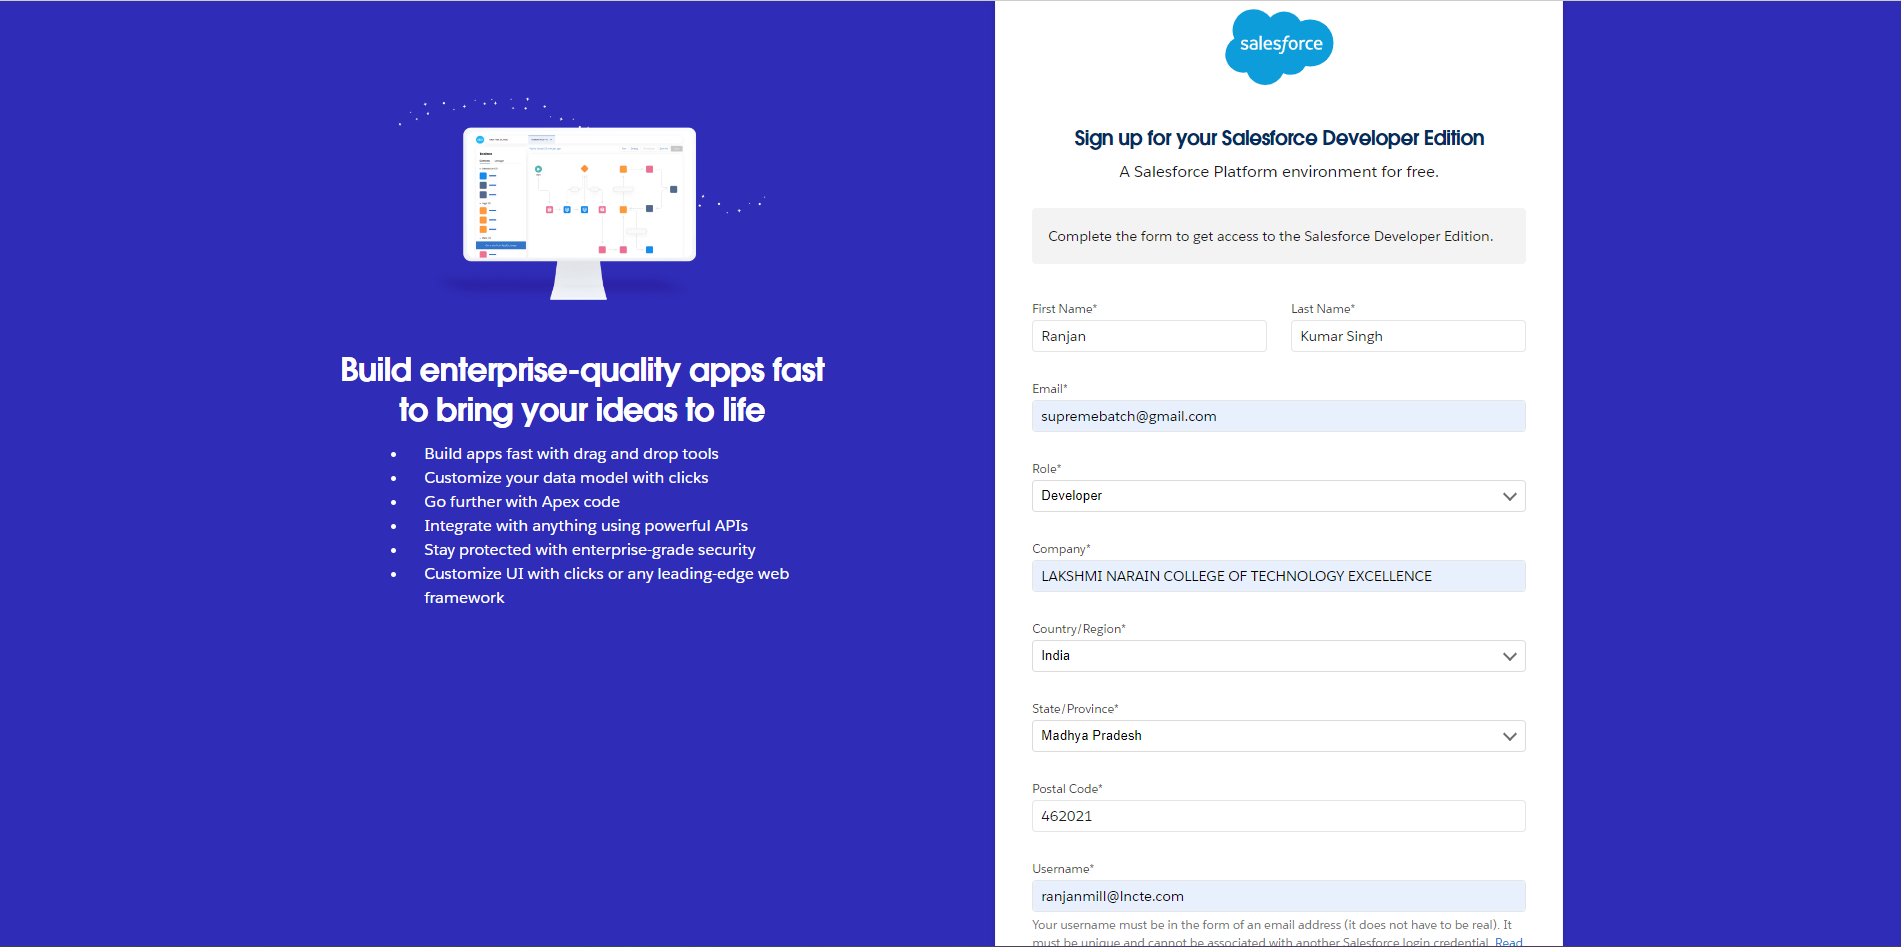 Build enterprise-quality apps fast
to bring your ideas to life
• Build apps fast with drag and drop tools
• Customize your data model with clicks
• Go further with Apex code
• Integrate with anything using powerful APIs
• Stay protected with enterprise-grade security
• Customize UI with clicks or any leading-edge web
framework
salesforce
Sign up for your Salesforce Developer Edition
A Salesforce Platform environment for free.
Complete the form to get access to the Salesforce Developer Edition.
First Name* Last Name*
Ranjan Kumar Singh
Email*
supremebatch@gmail.com
Role*
Developer
Company*
LAKSHMI NARAIN COLLEGE OF TECHNOLOGY EXCELLENCE
Country/Region*
India
State/Province*
Madhya Pradesh
Postal Code*
462021
Username*
ranjanmill@lncte.com
Your username must be in the form of an email address (it does not have to be real). It
must be unique and cannot be associated with another Salesforce login credential. Read